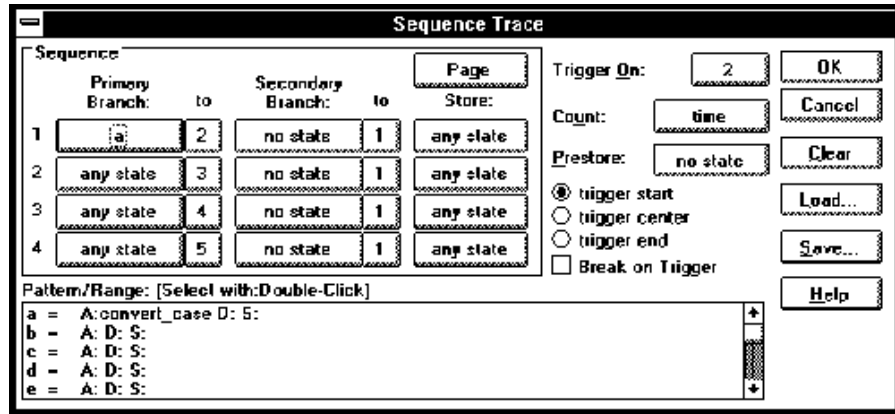 Sequence Trace
Sequence
Page
Primary Branch: to Secondary Branch: to Store:
1 a 2 no state 1 any state
2 any state 3 no state 1 any state
3 any state 4 no state 1 any state
4 any state 5 no state 1 any state
Trigger On: 2
Count: time
Prestore: no state
trigger start
trigger center
trigger end
Break on Trigger
OK
Cancel
Clear
Load...
Save...
Help
Pattern/Range: [Select with:Double-Click]
a = A:convert_case D: S:
b = A: D: S:
c = A: D: S:
d = A: D: S:
e = A: D: S: